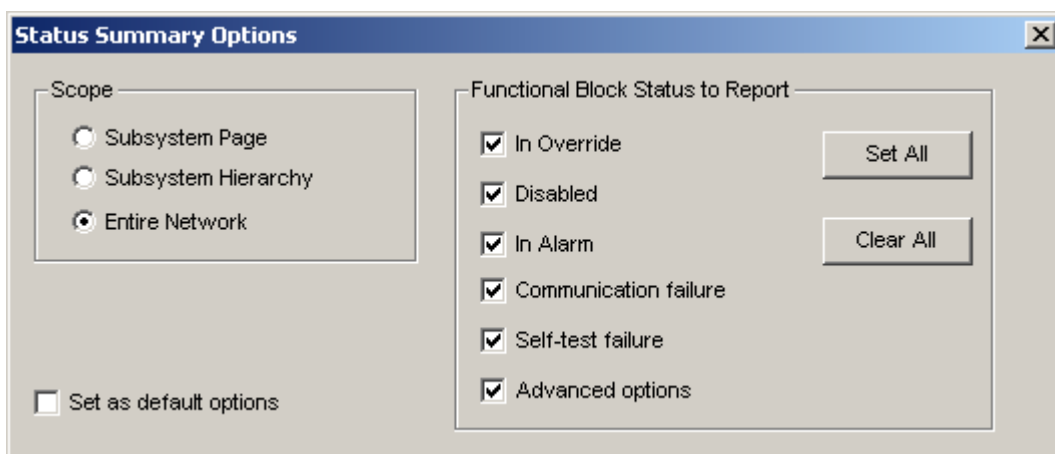 Status Summary Options
Scope
Subsystem Page
Subsystem Hierarchy
Entire Network
Set as default options
Functional Block Status to Report
In Override
Disabled
In Alarm
Communication failure
Self-test failure
Advanced options
Set All
Clear All